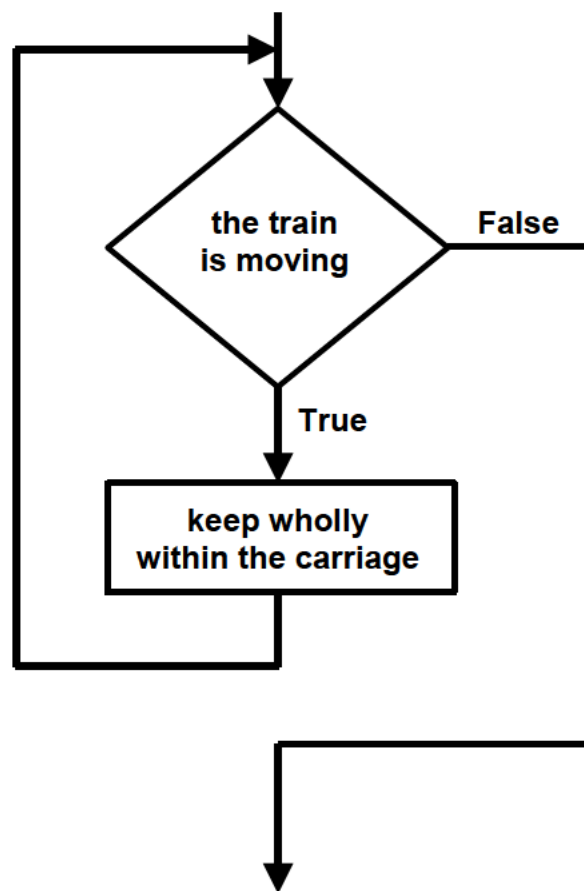 the train
is moving
False
True
keep wholly
within the carriage